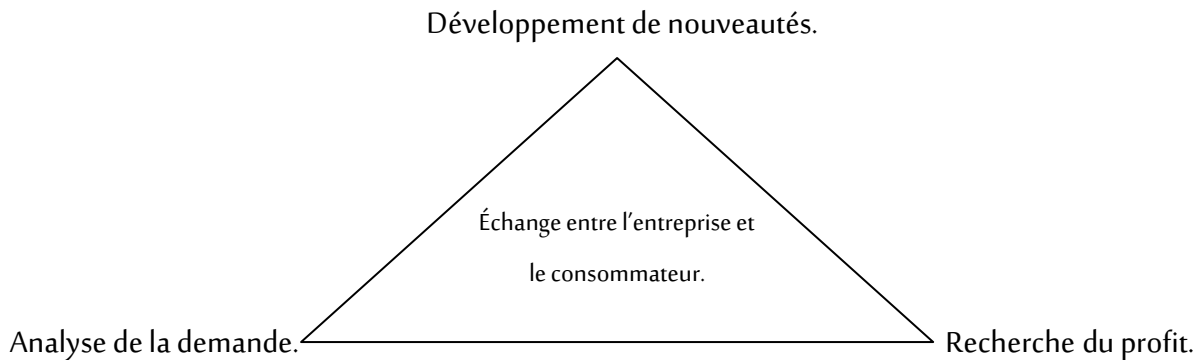 Développement de nouveautés.
Échange entre l’entreprise et
le consommateur.
Analyse de la demande.
Recherche du profit.